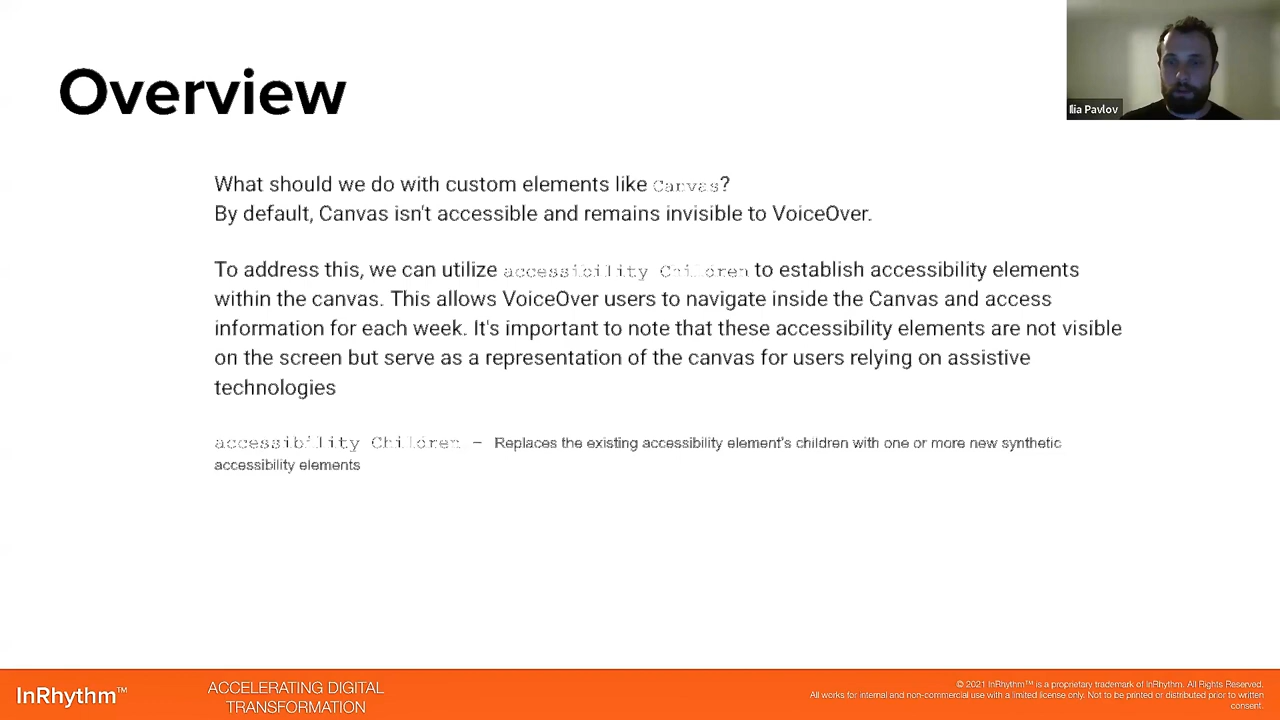 Overview
Ilia Pavlov
What should we do with custom elements like Canvas?
By default, Canvas isn't accessible and remains invisible to VoiceOver.
To address this, we can utilize accessibility Children to establish accessibility elements
within the canvas. This allows VoiceOver users to navigate inside the Canvas and access
information for each week. It's important to note that these accessibility elements are not visible
on the screen but serve as a representation of the canvas for users relying on assistive
technologies
accessibility Children – Replaces the existing accessibility element's children with one or more new synthetic
accessibility elements
InRhythm™
ACCELERATING DIGITAL
TRANSFORMATION
© 2021 InRhythm™ is a proprietary trademark of InRhythm. All Rights Reserved.
All works for internal and non-commercial use with a limited license only. Not to be printed or distributed prior to written
consent.